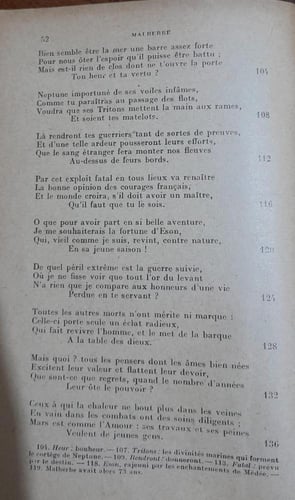 52
MALHERBE
Bien semble être la mer une barre assez forte
Pour nous ôter l'espoir qu'il puisse être battu ;
Mais est-il rien de clos dont ne t'ouvre la porte
Ton heur et ta vertu ?
104
Neptune importuné de ses voiles infâmes,
Comme tu paraîtras au passage des flots,
Voudra que ses Tritons mettent la main aux rames,
Et soient tes matelots.
108
Là rendront tes guerriers tant de sortes de preuves,
Et d'une telle ardeur pousseront leurs efforts,
Que le sang étranger fera monter nos fleuves
Au-dessus de leurs bords.
112
Par cet exploit fatal en tous lieux va renaître
La bonne opinion des courages français,
Et le monde croira, s'il doit avoir un maître,
Qu'il faut que tu le sois.
116
O que pour avoir part en si belle aventure,
Je me souhaiterais la fortune d'Eson,
Qui, vieil comme je suis, revint, contre nature,
En sa jeune saison !
120
De quel péril extrême est la guerre suivie,
Où je ne fisse voir que tout l'or du levant
N'a rien que je compare aux honneurs d'une vie
Perdue en te servant ?
124
Toutes les autres morts n'ont mérite ni marque :
Celle-ci porte seule un éclat radieux,
Qui fait revivre l'homme, et le met de la barque
A la table des dieux.
128
Mais quoi ? tous les pensers dont les âmes bien nées
Excitent leur valeur et flattent leur devoir,
Que sont-ce que regrets, quand le nombre d'années
Leur ôte le pouvoir ?
132
Ceux à qui la chaleur ne bout plus dans les veines
En vain dans les combats ont des soins diligents ;
Mars est comme l'Amour : ses travaux et ses peines
Veulent de jeunes gens.
136
104. Heur : bonheur. — 107. Tritons : les divinités marines qui forment
le cortège de Neptune. — 109. Rendront : donneront. — 113. Fatal : prévu
par le destin. — 118. Eson, rajeuni par les enchantements de Médée. —
119. Malherbe avait alors 73 ans.